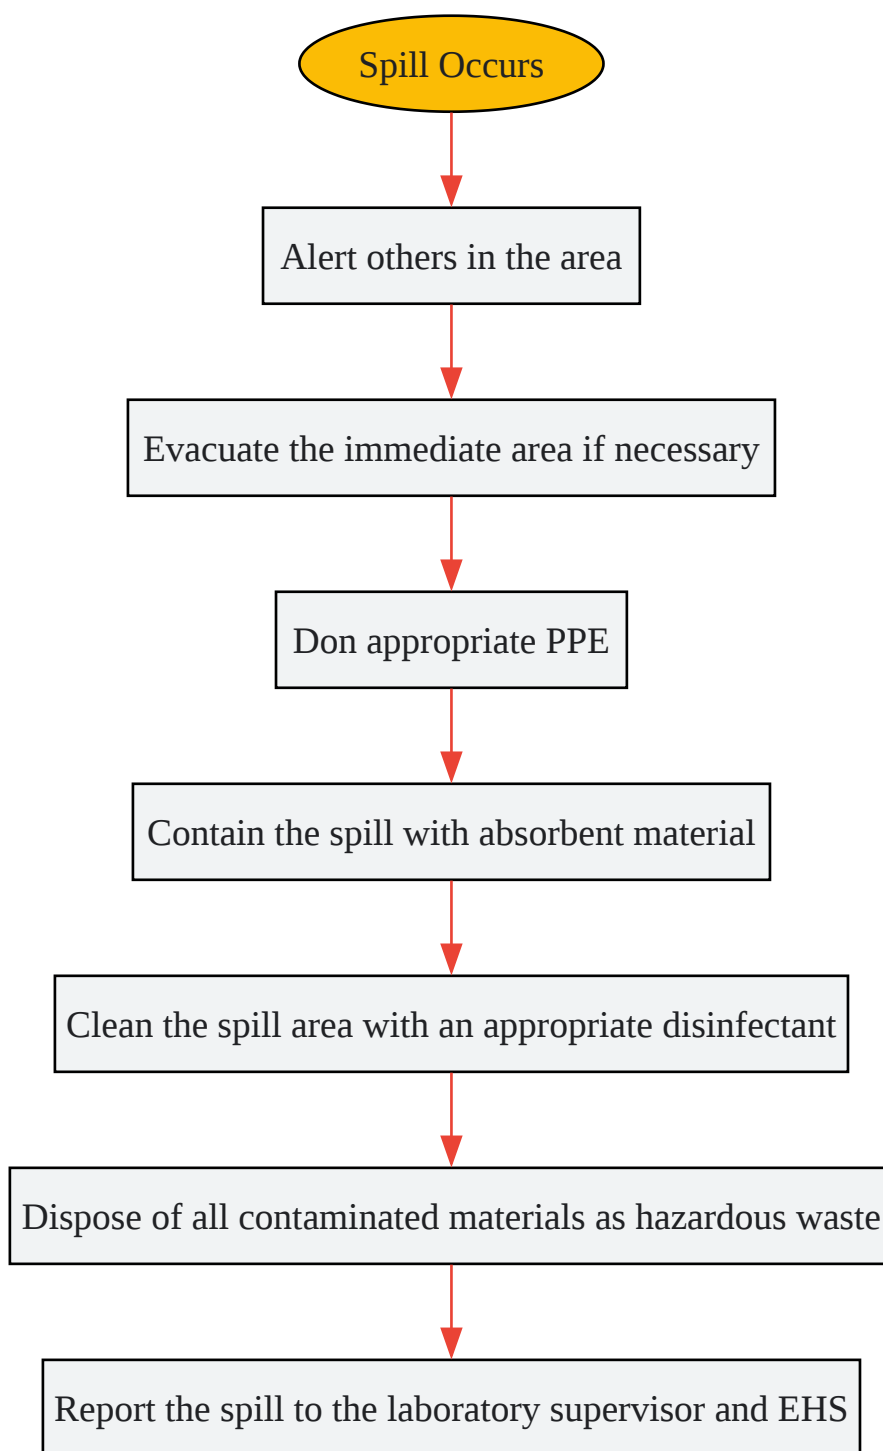 Spill Occurs
Alert others in the area
Evacuate the immediate area if necessary
Don appropriate PPE
Contain the spill with absorbent material
Clean the spill area with an appropriate disinfectant
Dispose of all contaminated materials as hazardous waste
Report the spill to the laboratory supervisor and EHS